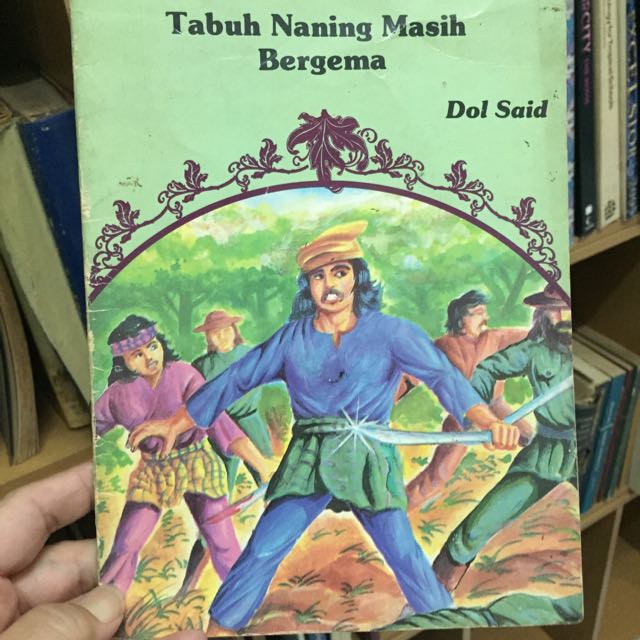 Tabuh Naning Masih
Bergema
Dol Said